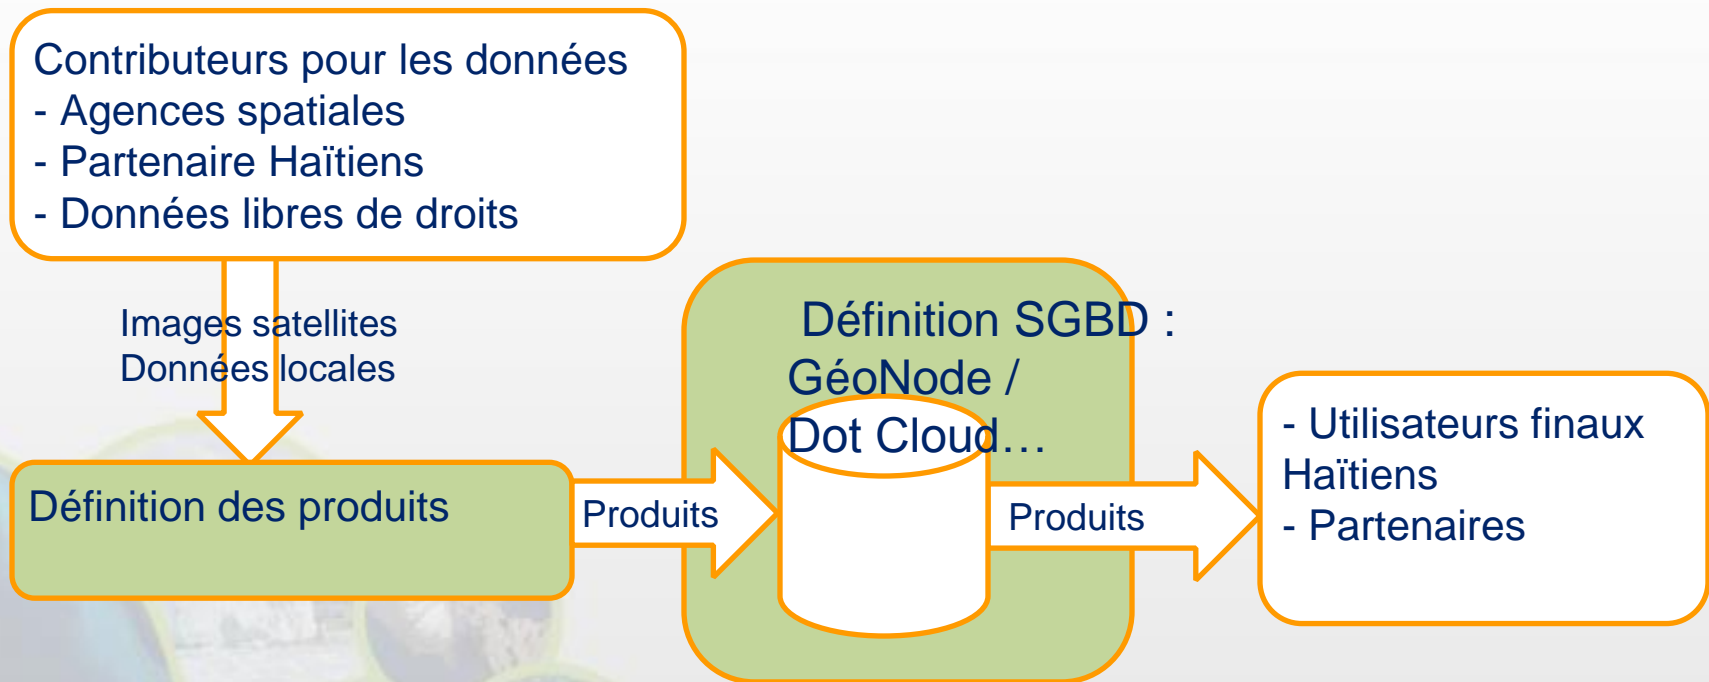 Contributeurs pour les données
- Agences spatiales
- Partenaire Haïtiens
- Données libres de droits
Images satellites
Données locales
Définition des produits
Produits
Définition SGBD :
GéoNode /
Dot Cloud…
Produits
- Utilisateurs finaux
Haïtiens
- Partenaires